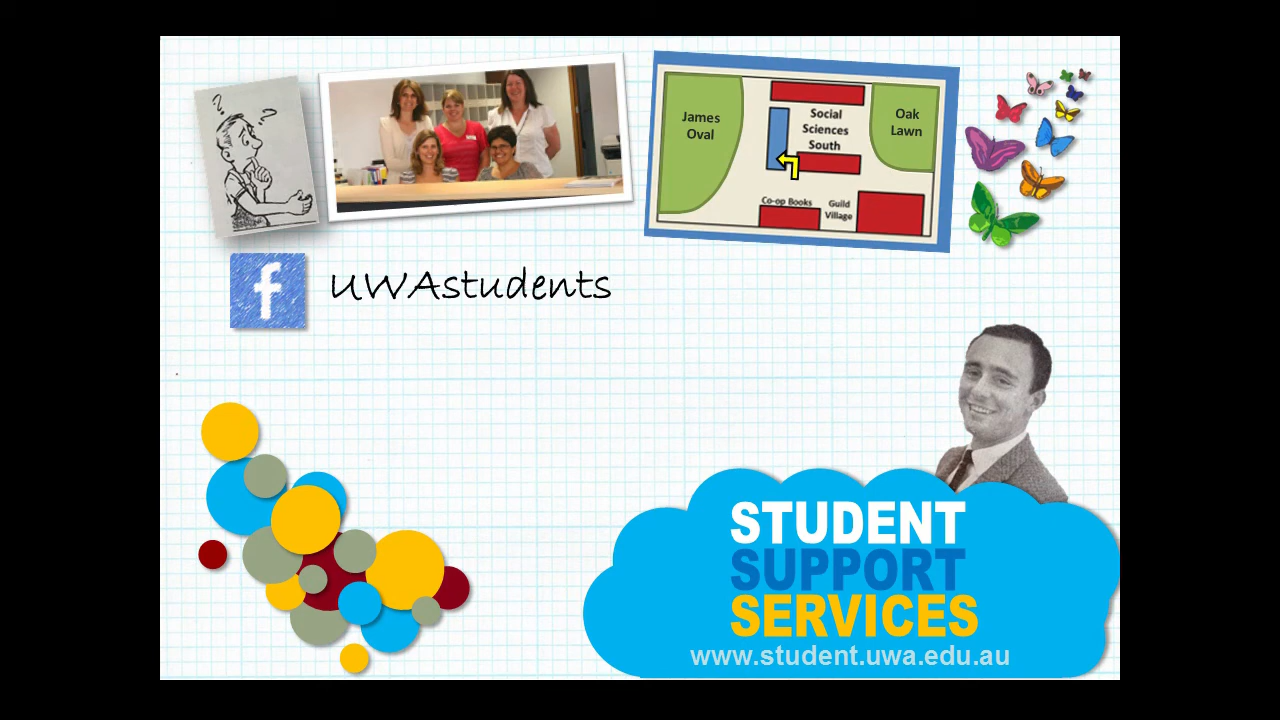 ? ?
James
Oval
Social
Sciences
South
Oak
Lawn
Co-op Books
Guild
Village
f
UWAstudents
STUDENT
SUPPORT
SERVICES
www.student.uwa.edu.au